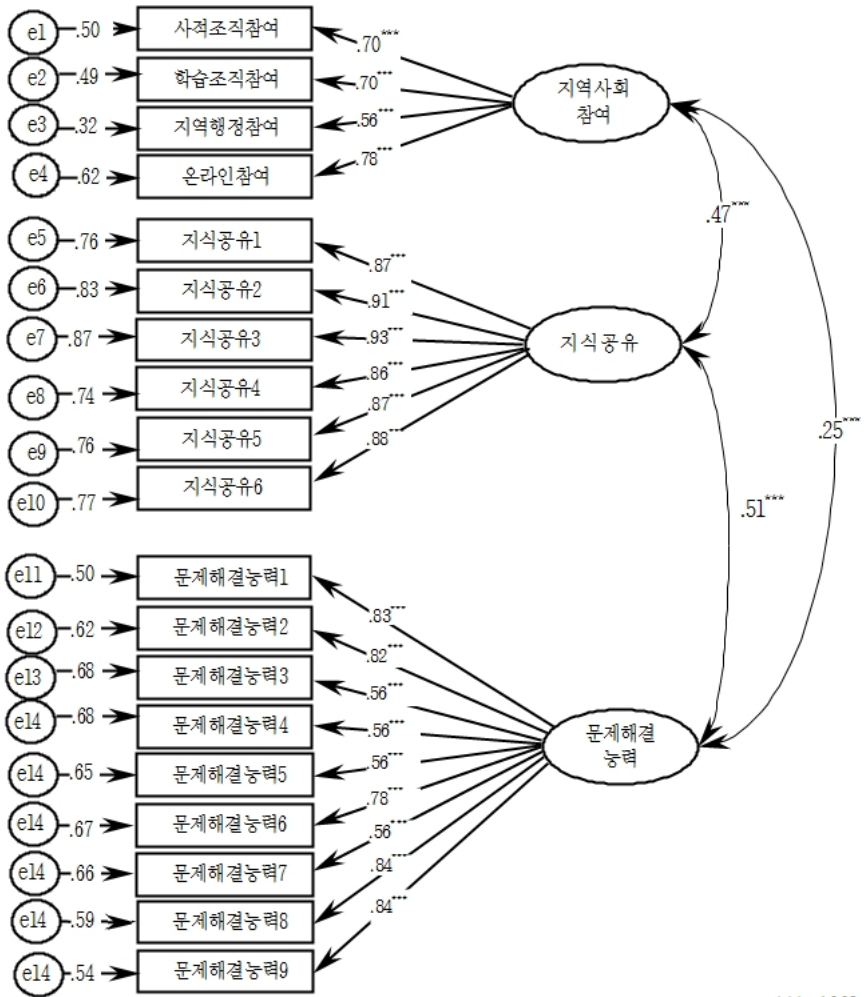 e1 .50 사적조직참여 .70***
e2 .49 학습조직참여 .70***
e3 .32 지역행정참여 .56***
e4 .62 온라인참여 .78***
지역사회
참여
.47***
e5 .76 지식공유1 .87***
e6 .83 지식공유2 .91***
e7 .87 지식공유3 .93***
e8 .74 지식공유4 .86***
e9 .76 지식공유5 .87***
e10 .77 지식공유6 .88
지식공유
.25***
.51***
e11 .50 문제해결능력1 .83***
e12 .62 문제해결능력2 .82***
e13 .68 문제해결능력3 .56***
e14 .68 문제해결능력4 .56***
e14 .65 문제해결능력5 .56***
e14 .67 문제해결능력6 .78***
e14 .66 문제해결능력7 .56***
e14 .59 문제해결능력8 .84***
e14 .54 문제해결능력9 .84***
문제해결
능력